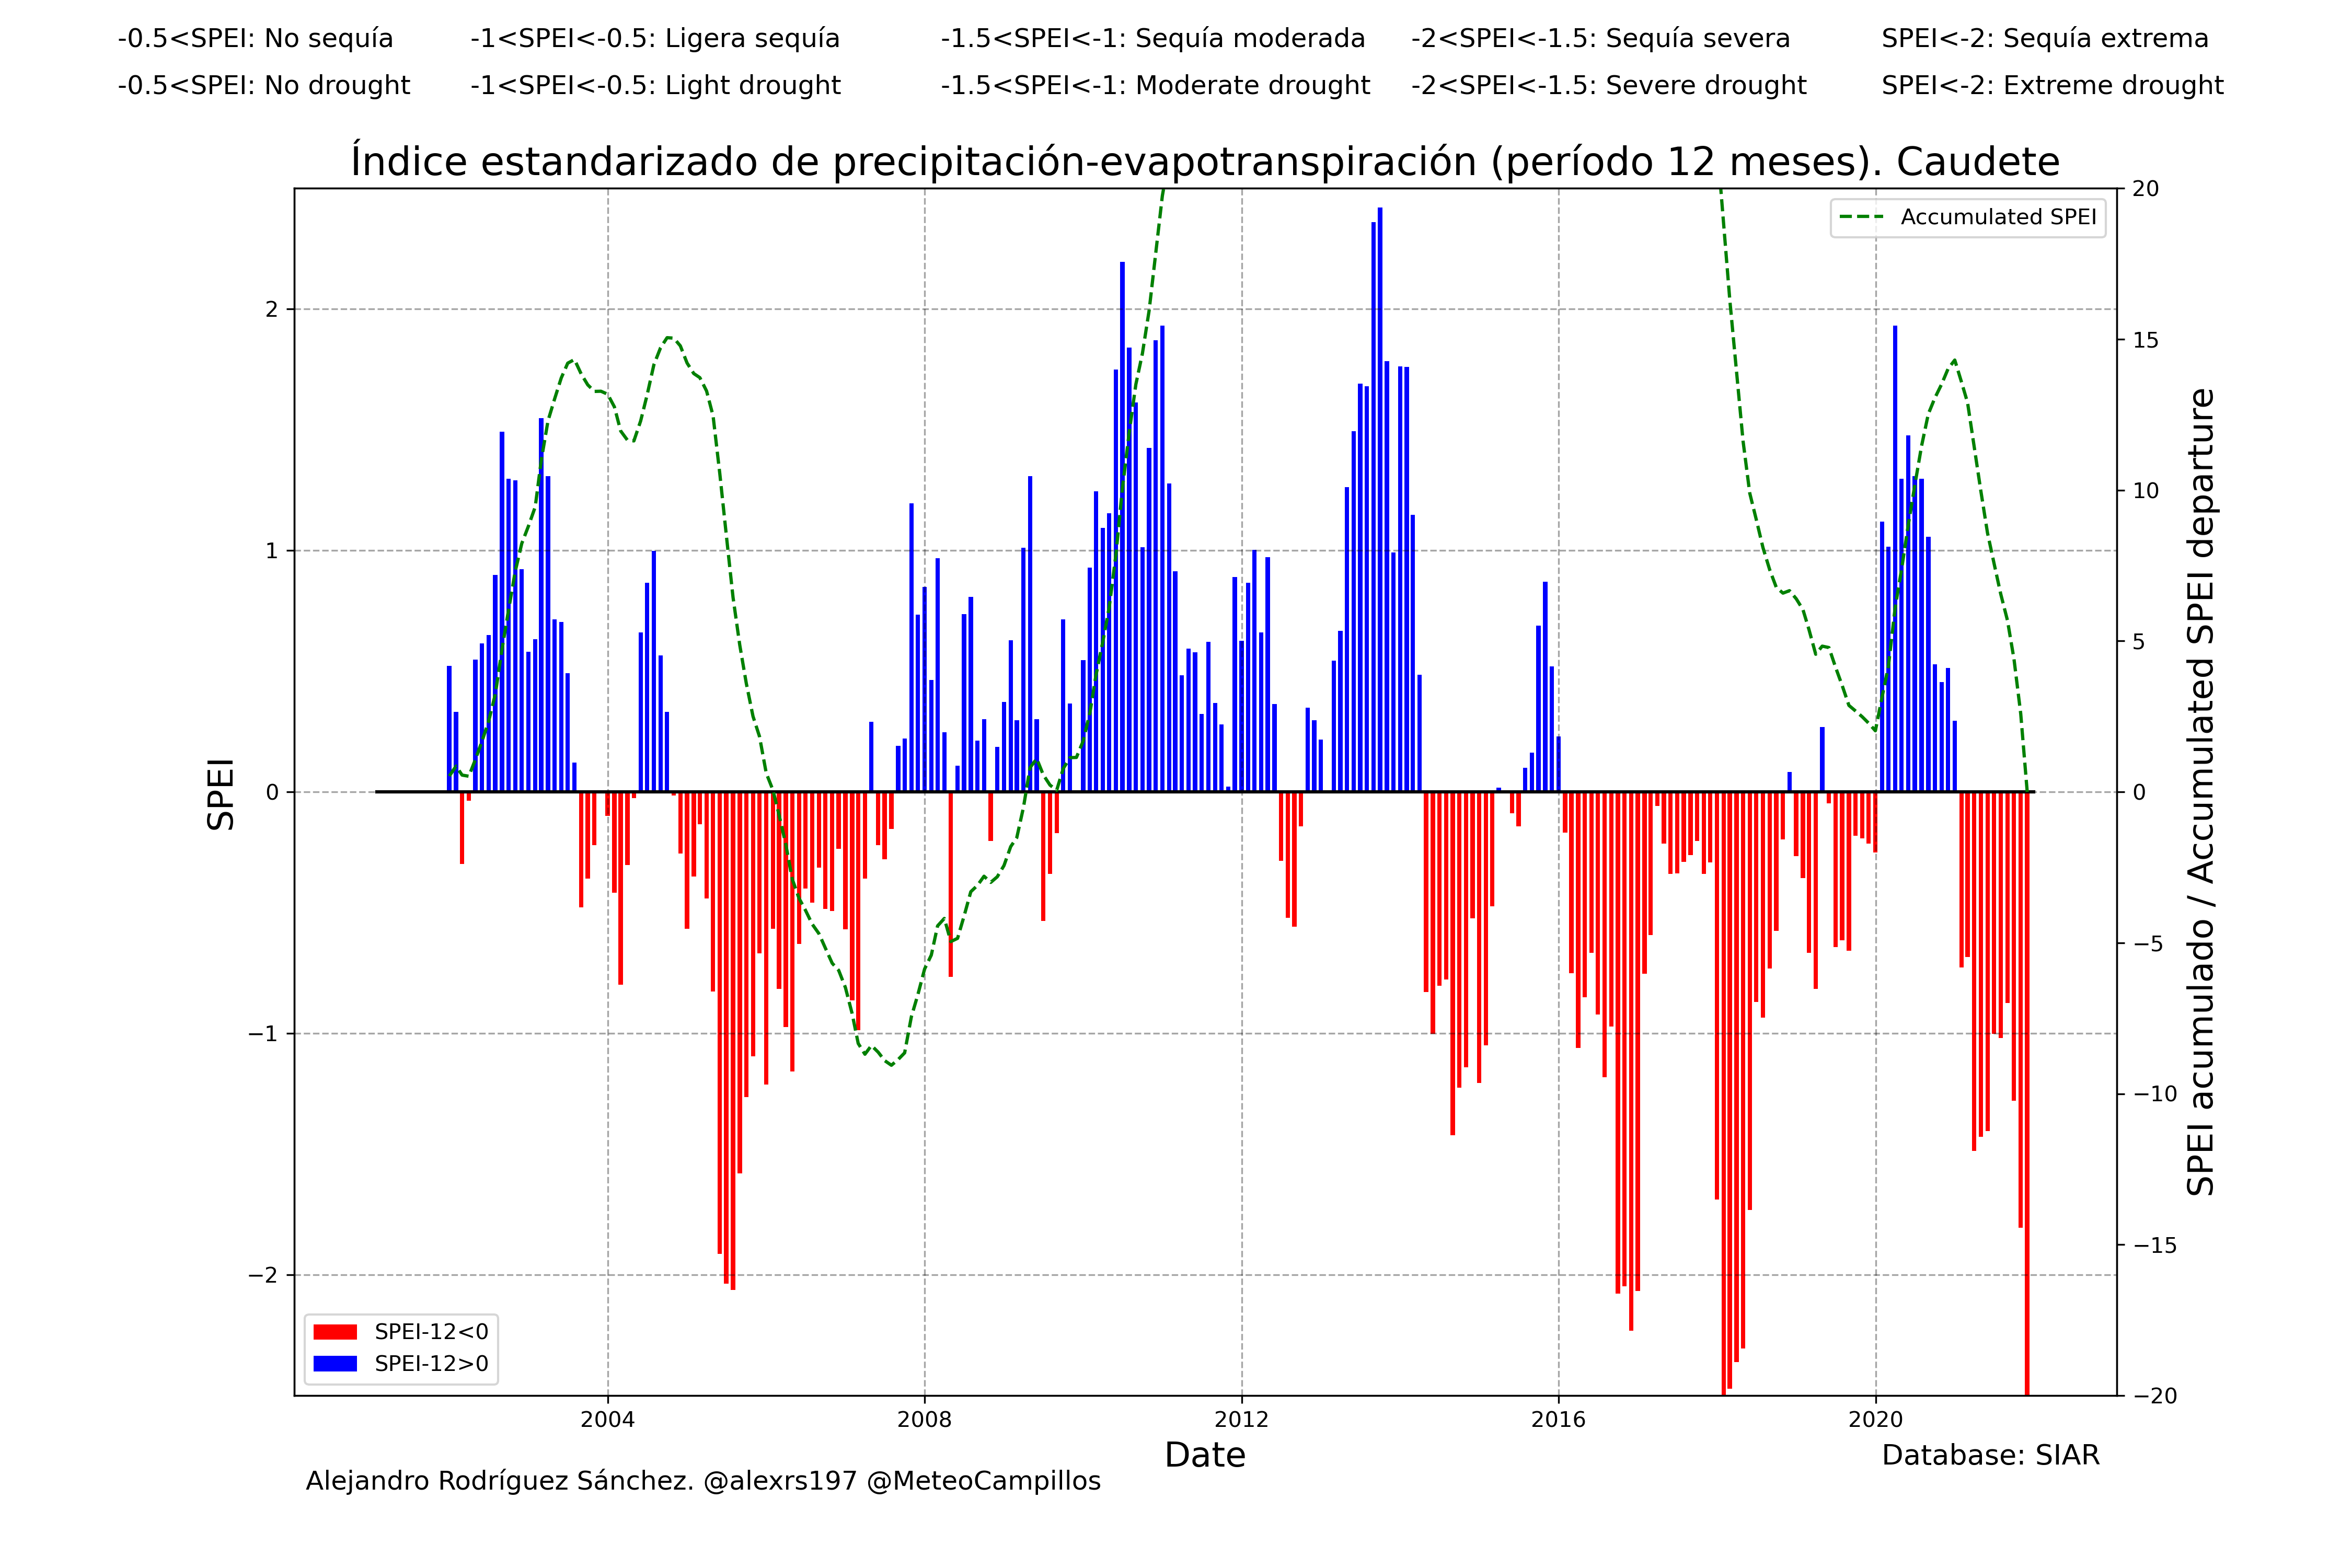 -0.5<SPEI: No sequía -1<SPEI<-0.5: Ligera sequía -1.5<SPEI<-1: Sequía moderada -2<SPEI<-1.5: Sequía severa SPEI<-2: Sequía extrema
-0.5<SPEI: No drought -1<SPEI<-0.5: Light drought -1.5<SPEI<-1: Moderate drought -2<SPEI<-1.5: Severe drought SPEI<-2: Extreme drought
Índice estandarizado de precipitación-evapotranspiración (período 12 meses). Caudete
Accumulated SPEI
SPEI
2
1
0
−1
−2
20
15
10
5
0
−5
−10
−15
−20
SPEI acumulado / Accumulated SPEI departure
SPEI-12<0
SPEI-12>0
2004 2008 2012 2016 2020
Date
Database: SIAR
Alejandro Rodríguez Sánchez. @alexrs197 @MeteoCampillos